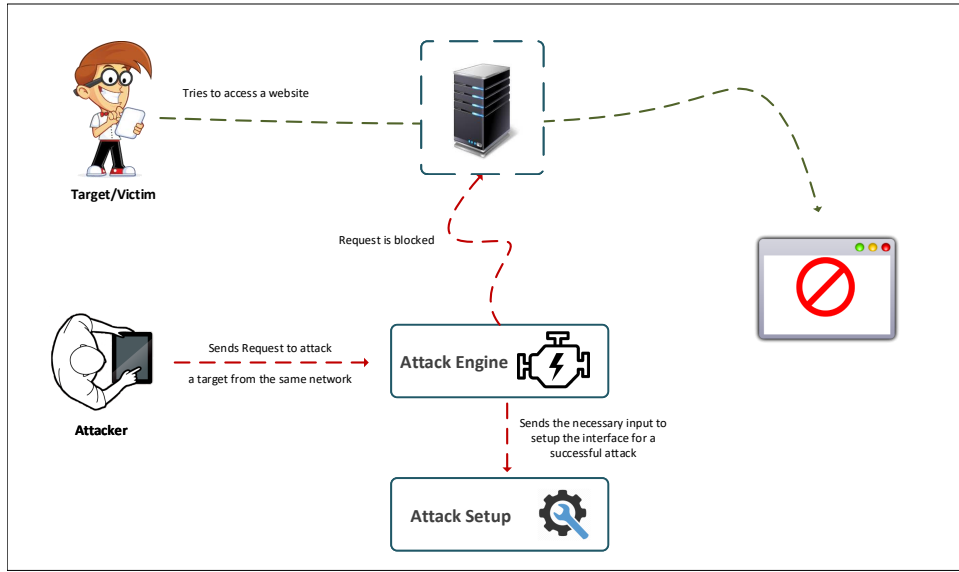 Tries to access a website
Target/Victim
Request is blocked
Sends Request to attack
a target from the same network
Attacker
Attack Engine
Sends the necessary input to
setup the interface for a
successful attack
Attack Setup